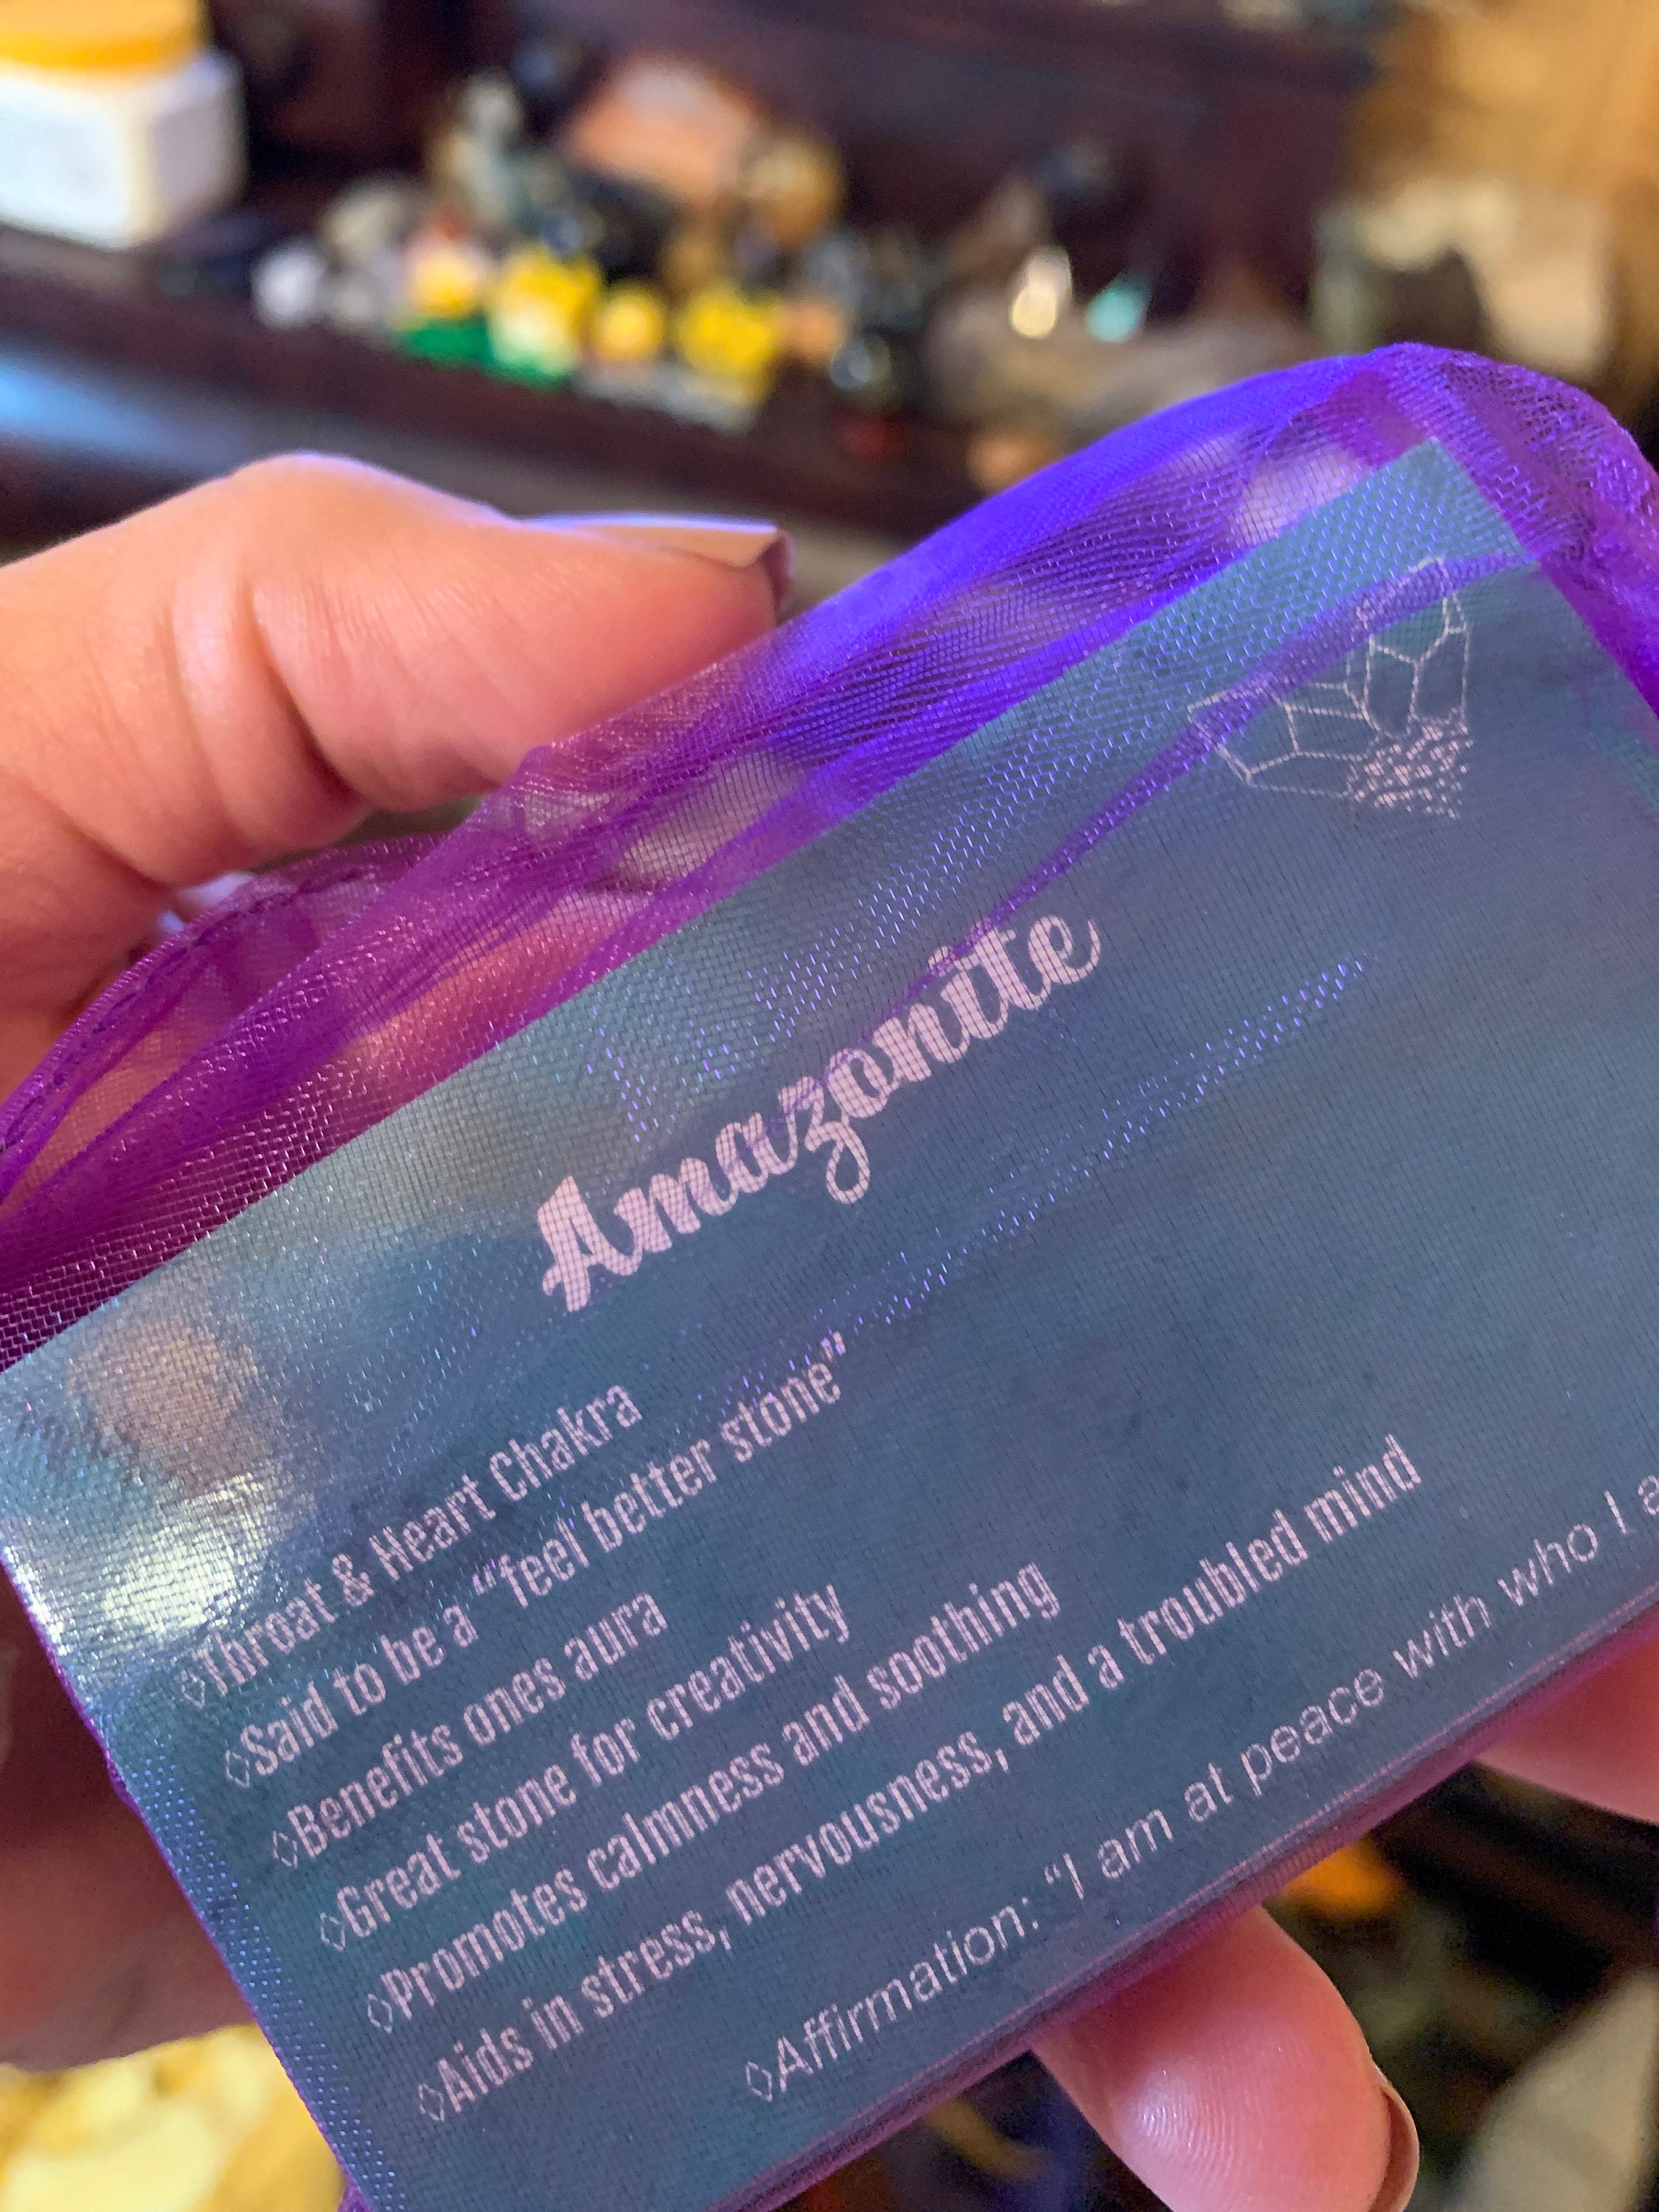 Amazonite
◊Throat & Heart Chakra
◊Said to be a “feel better stone”
◊Benefits ones aura
◊Great stone for creativity
◊Promotes calmness and soothing
◊Aids in stress, nervousness, and a troubled mind
◊Affirmation: “I am at peace with who I